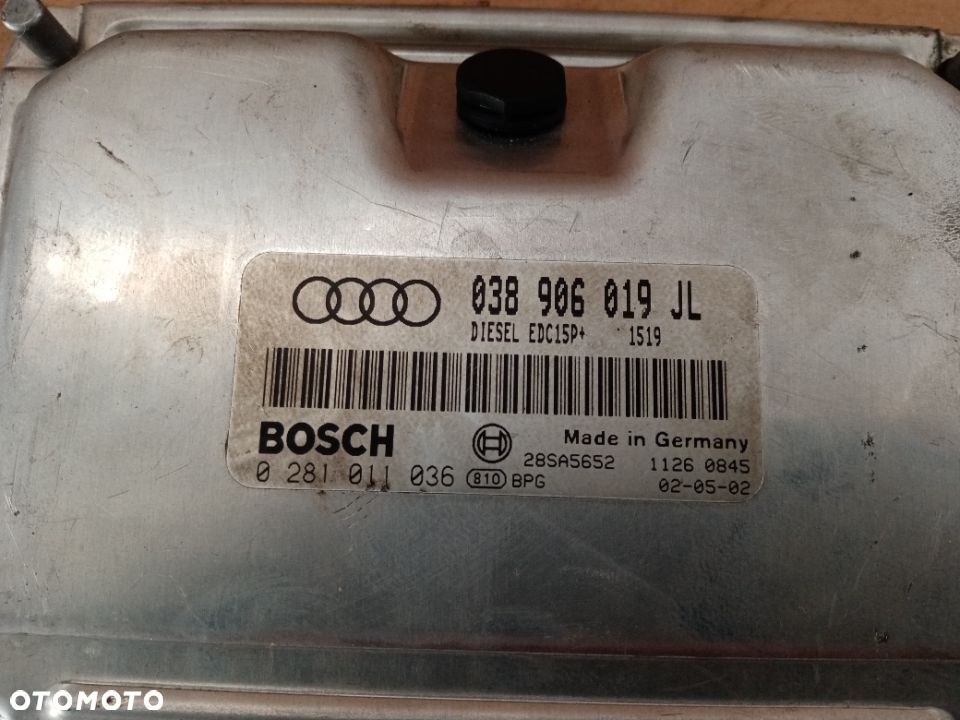 038 906 019 JL
DIESEL EDC15P+ 1519
BOSCH
Made in Germany
28SA5652 1126 0845
0 281 011 036 810 BPG 02-05-02
OTOMOTO